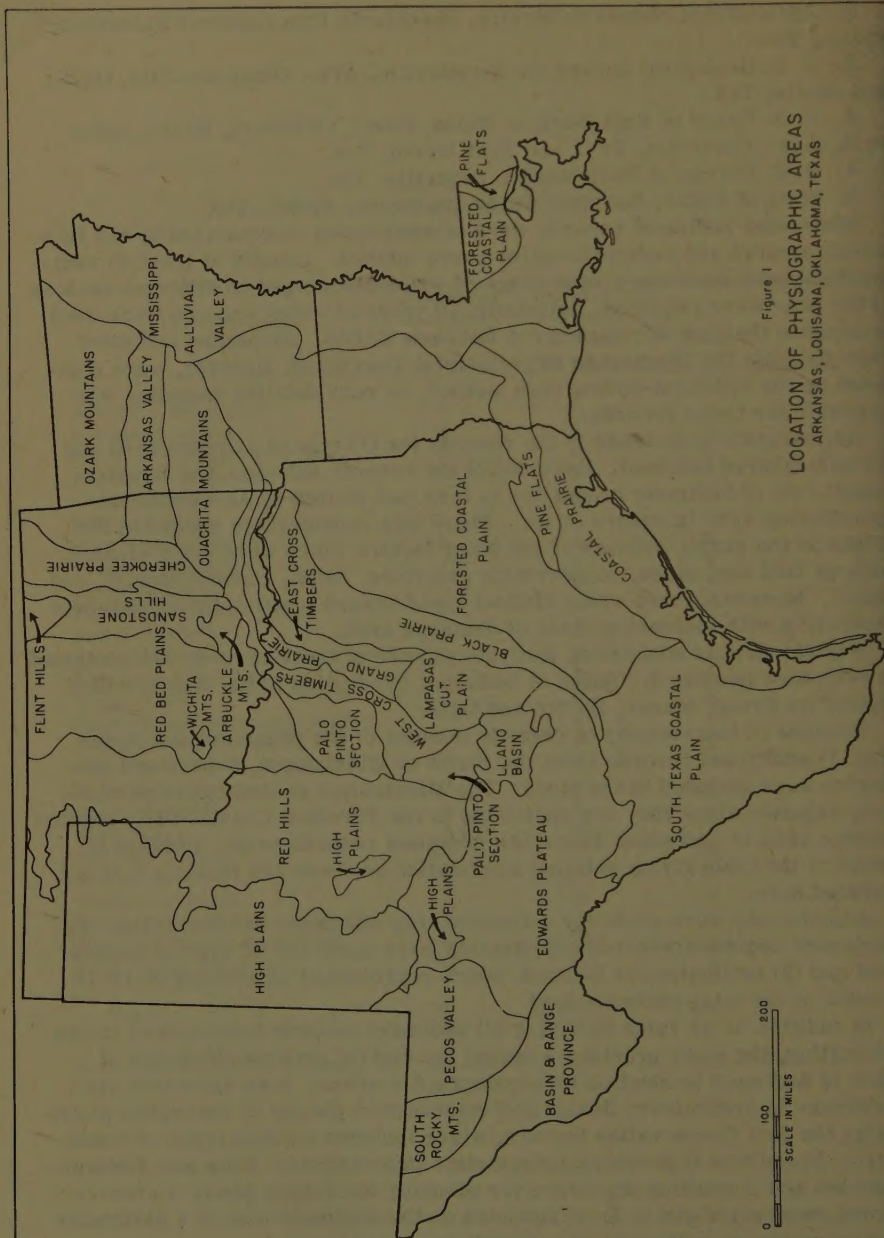 OZARK MOUNTAINS
ARKANSAS VALLEY
OUACHITA MOUNTAINS
MISSISSIPPI
ALLUVIAL
VALLEY
FLINT HILLS
CHEROKEE PRAIRIE
SANDSTONE
HILLS
RED BED PLAINS
WICHITA
MTS.
ARBUCKLE
MTS.
HIGH PLAINS
RED HILLS
HIGH
PLAINS
HIGH
PLAINS
PALO
PINTO
SECTION
WEST CROSS TIMBERS
GRAND PRAIRIE
EAST CROSS
TIMBERS
BLACK PRAIRIE
LAMPASAS
CUT
PLAIN
FORESTED COASTAL
PLAIN
FORESTED
COASTAL
PLAIN
PINE
FLATS
PINE FLATS
COASTAL PRAIRIE
LLANO
BASIN
PALO PINTO
SECTION
EDWARDS PLATEAU
PECOS VALLEY
SOUTH
ROCKY
MTS.
BASIN & RANGE
PROVINCE
SOUTH TEXAS COASTAL
PLAIN
0 100 200
SCALE IN MILES
Figure 1
LOCATION OF PHYSIOGRAPHIC AREAS
ARKANSAS, LOUISANA, OKLAHOMA, TEXAS